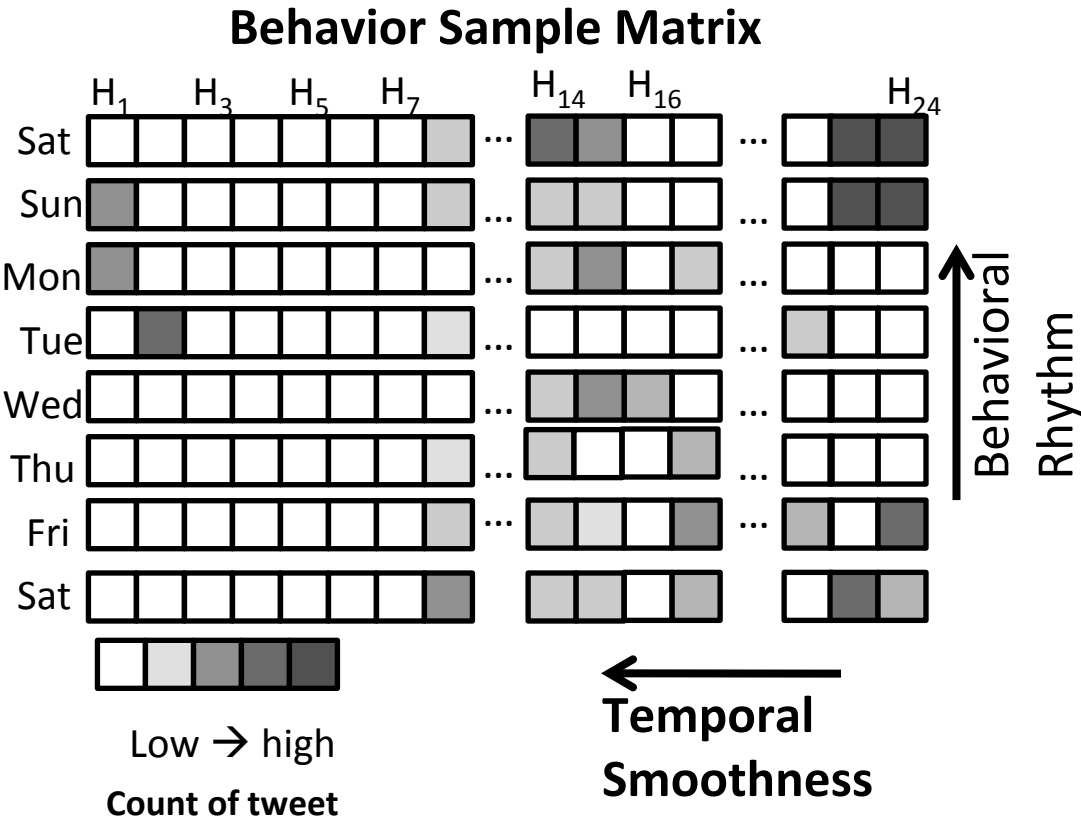 Behavior Sample Matrix
H1 H3 H5 H7 H14 H16 H24
Sat ... ...
Sun ... ...
Mon ... ...
Tue ... ...
Wed ... ...
Thu ... ...
Fri ... ...
Sat
Behavioral
Rhythm
Low → high
Count of tweet
Temporal
Smoothness